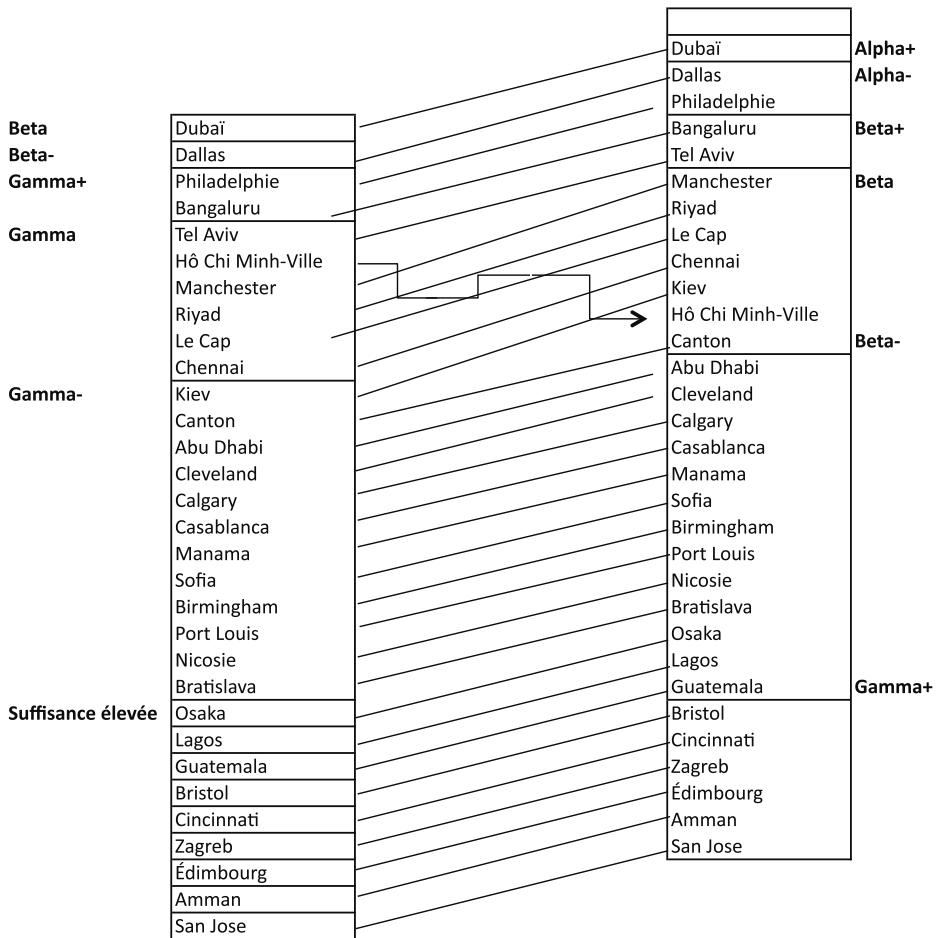 Beta
Beta-
Gamma+
Gamma
Gamma-
Suffisance élevée
Dubaï
Dallas
Philadelphie
Bangaluru
Tel Aviv
Hô Chi Minh-Ville
Manchester
Riyad
Le Cap
Chennai
Kiev
Canton
Abu Dhabi
Cleveland
Calgary
Casablanca
Manama
Sofia
Birmingham
Port Louis
Nicosie
Bratislava
Osaka
Lagos
Guatemala
Bristol
Cincinnati
Zagreb
Édimbourg
Amman
San Jose
Dubaï
Dallas
Philadelphie
Bangaluru
Tel Aviv
Manchester
Riyad
Le Cap
Chennai
Kiev
Hô Chi Minh-Ville
Canton
Abu Dhabi
Cleveland
Calgary
Casablanca
Manama
Sofia
Birmingham
Port Louis
Nicosie
Bratislava
Osaka
Lagos
Guatemala
Bristol
Cincinnati
Zagreb
Édimbourg
Amman
San Jose
Alpha+
Alpha-
Beta+
Beta
Beta-
Gamma+